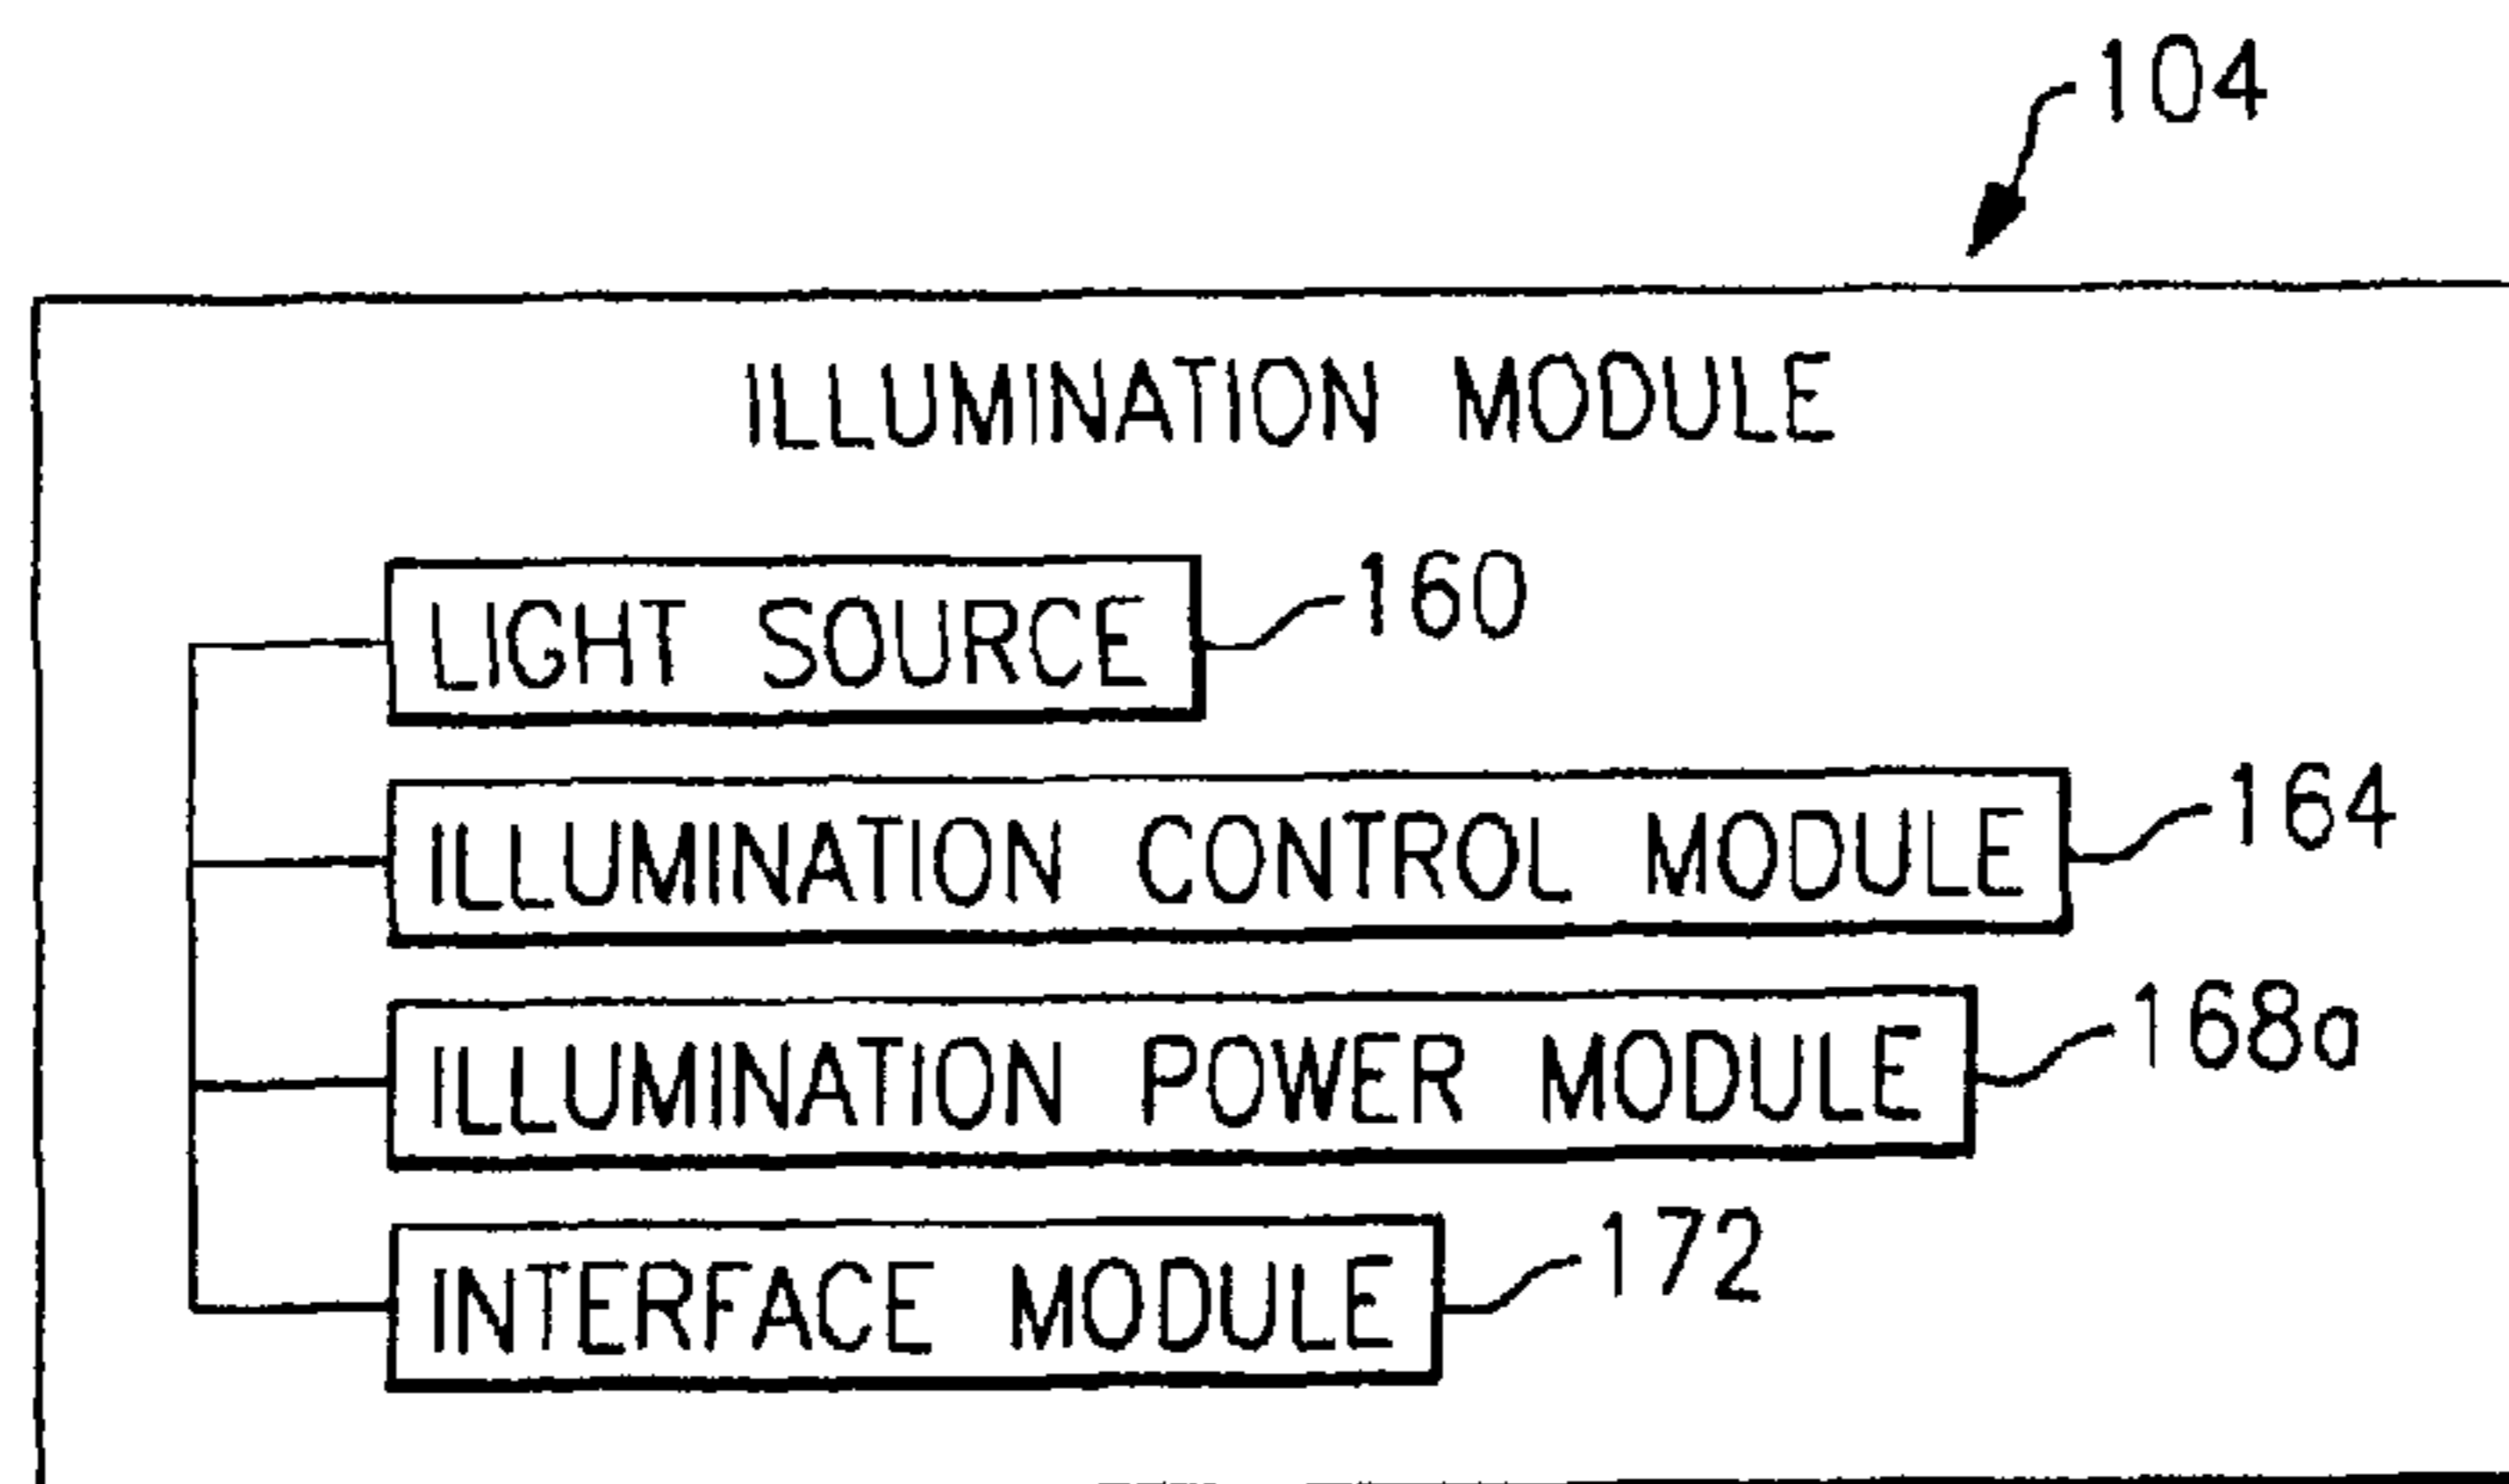 104
ILLUMINATION MODULE
LIGHT SOURCE 160
ILLUMINATION CONTROL MODULE 164
ILLUMINATION POWER MODULE 168a
INTERFACE MODULE 172